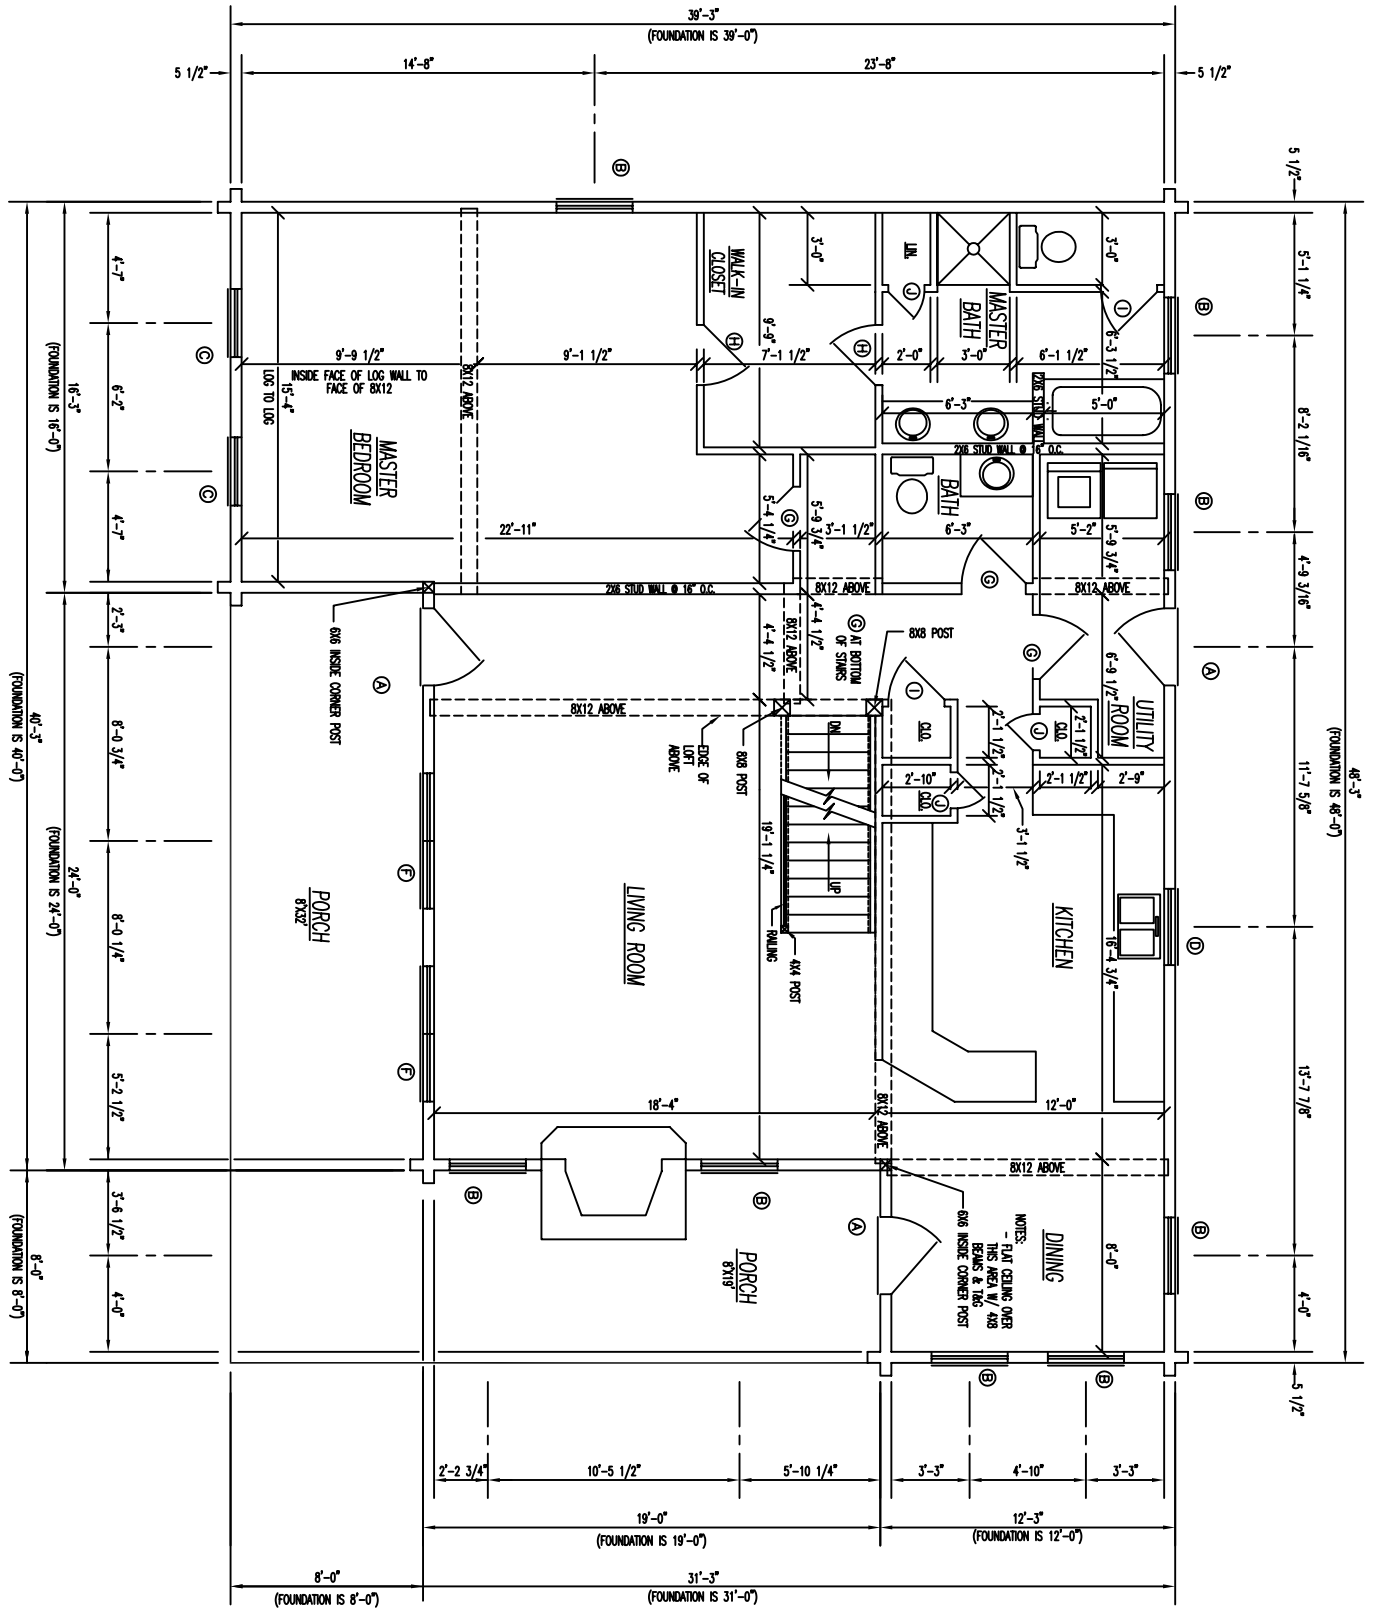 39'-3"
(FOUNDATION IS 39'-0")
5 1/2"
14'-8"
23'-8"
5 1/2"
5 1/2"
5'-1 1/4"
8'-2 1/16"
4'-9 3/16"
11'-7 5/8"
13'-7 7/8"
4'-0"
5 1/2"
48'-3"
(FOUNDATION IS 48'-0")
B
B
B
A
D
B
B
B
B
A
B
B
F
F
A
C
C
WALK-IN
CLOSET
3'-0"
9'-9"
LIN.
J
MASTER
BATH
3'-0"
I
6'-3 1/2"
H
H
9'-9 1/2"
9'-1 1/2"
7'-1 1/2"
2'-0"
3'-0"
6'-1 1/2"
INSIDE FACE OF LOG WALL TO
FACE OF 8X12
15'-4"
LOG TO LOG
8X12 ABOVE
6'-3"
5'-0"
2X6 STUD WALL
2X6 STUD WALL @ 16" O.C.
MASTER
BEDROOM
BATH
5'-4 1/4"
G
5'-9 3/4"
22'-11"
3'-1 1/2"
6'-3"
5'-2"
5'-9 3/4"
G
2X6 STUD WALL @ 16" O.C.
8X12 ABOVE
8X12 ABOVE
6X6 INSIDE CORNER POST
4'-4 1/2"
8X12 ABOVE
4'-4 1/2"
G AT BOTTOM
OF STAIRS
8X8 POST
G
6'-9 1/2"
UTILITY
ROOM
8X12 ABOVE
EDGE OF
LOFT
ABOVE
8X8 POST
DN
I
CLO.
2'-1 1/2"
J
CLO.
2'-1 1/2"
2'-10"
CLO.
J
2'-1 1/2"
3'-1 1/2"
2'-1 1/2"
2'-9"
19'-1 1/4"
UP
RAILING
4X4 POST
LIVING ROOM
KITCHEN
16'-4 3/4"
PORCH
8'X32'
18'-4"
12'-0"
8X12 ABOVE
8X12 ABOVE
6X6 INSIDE CORNER POST
NOTES:
- FLAT CEILING OVER
THIS AREA W/ 4X8
BEAMS & T&G
DINING
8'-0"
PORCH
8'X19'
4'-7"
6'-2"
4'-7"
2'-3"
8'-0 3/4"
8'-0 1/4"
5'-2 1/2"
3'-6 1/2"
4'-0"
16'-3"
(FOUNDATION IS 16'-0")
24'-0"
(FOUNDATION IS 24'-0")
40'-3"
(FOUNDATION IS 40'-0")
8'-0"
(FOUNDATION IS 8'-0")
2'-2 3/4"
10'-5 1/2"
5'-10 1/4"
3'-3"
4'-10"
3'-3"
19'-0"
(FOUNDATION IS 19'-0")
12'-3"
(FOUNDATION IS 12'-0")
8'-0"
(FOUNDATION IS 8'-0")
31'-3"
(FOUNDATION IS 31'-0")